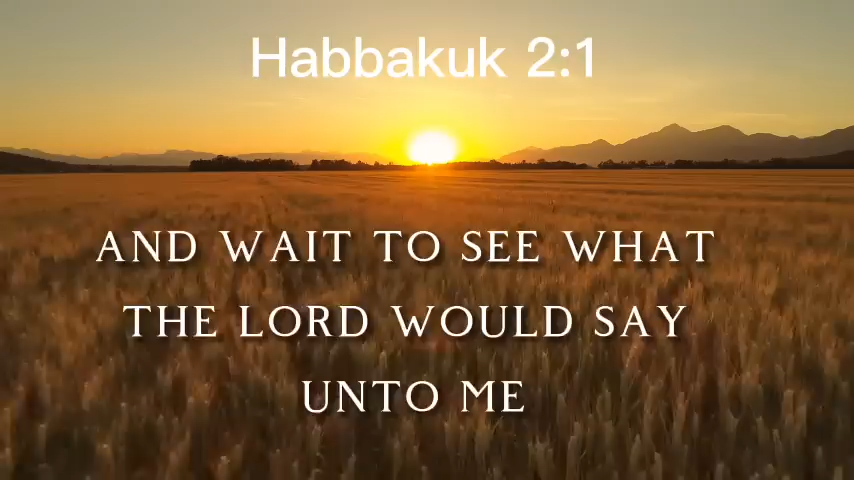 Habbakuk 2:1
AND WAIT TO SEE WHAT
THE LORD WOULD SAY
UNTO ME